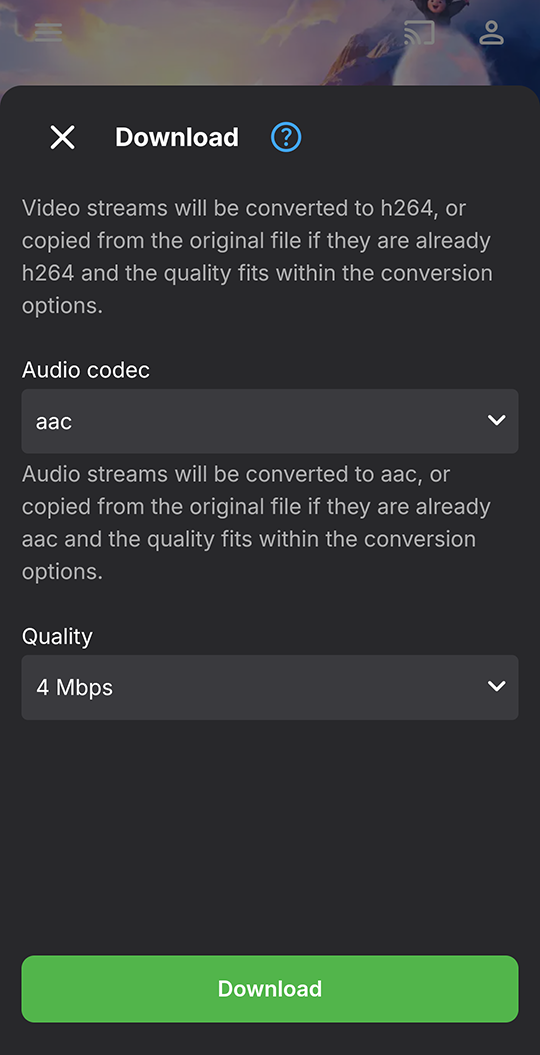 Download
Video streams will be converted to h264, or
copied from the original file if they are already
h264 and the quality fits within the conversion
options.
Audio codec
aac
Audio streams will be converted to aac, or
copied from the original file if they are already
aac and the quality fits within the conversion
options.
Quality
4 Mbps
Download